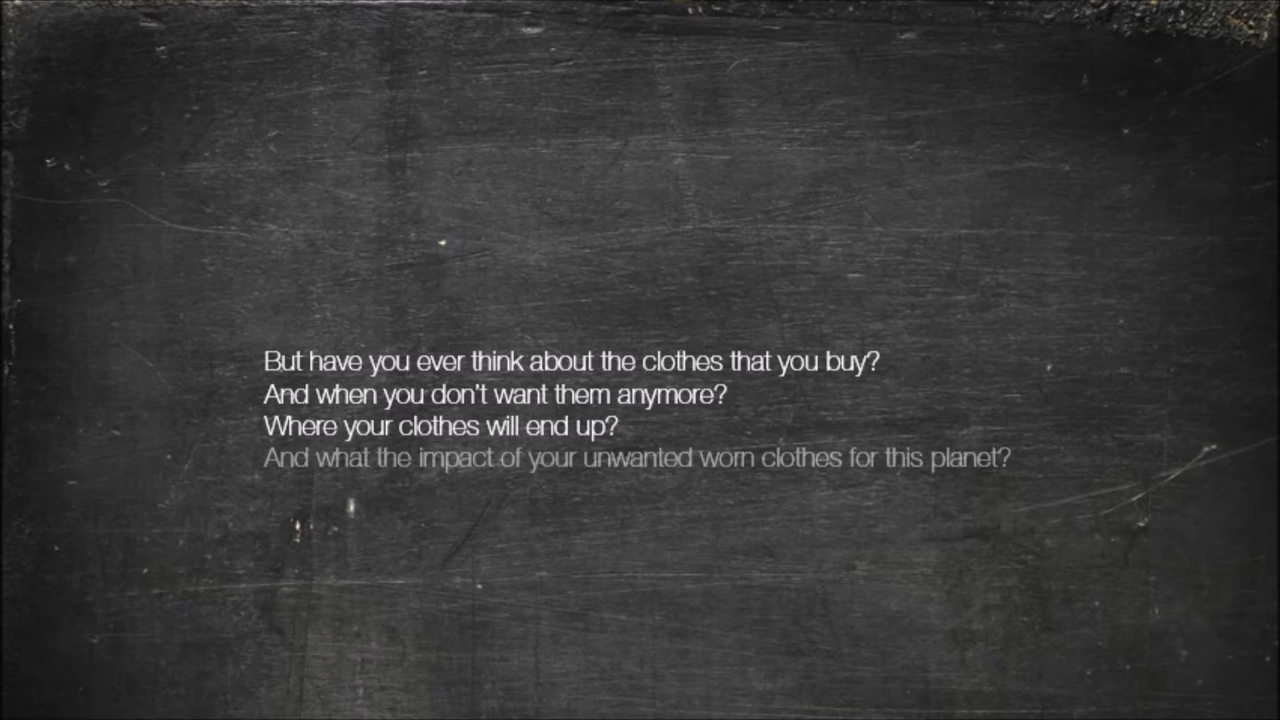 But have you ever think about the clothes that you buy?
And when you don't want them anymore?
Where your clothes will end up?
And what the impact of your unwanted worn clothes for this planet?